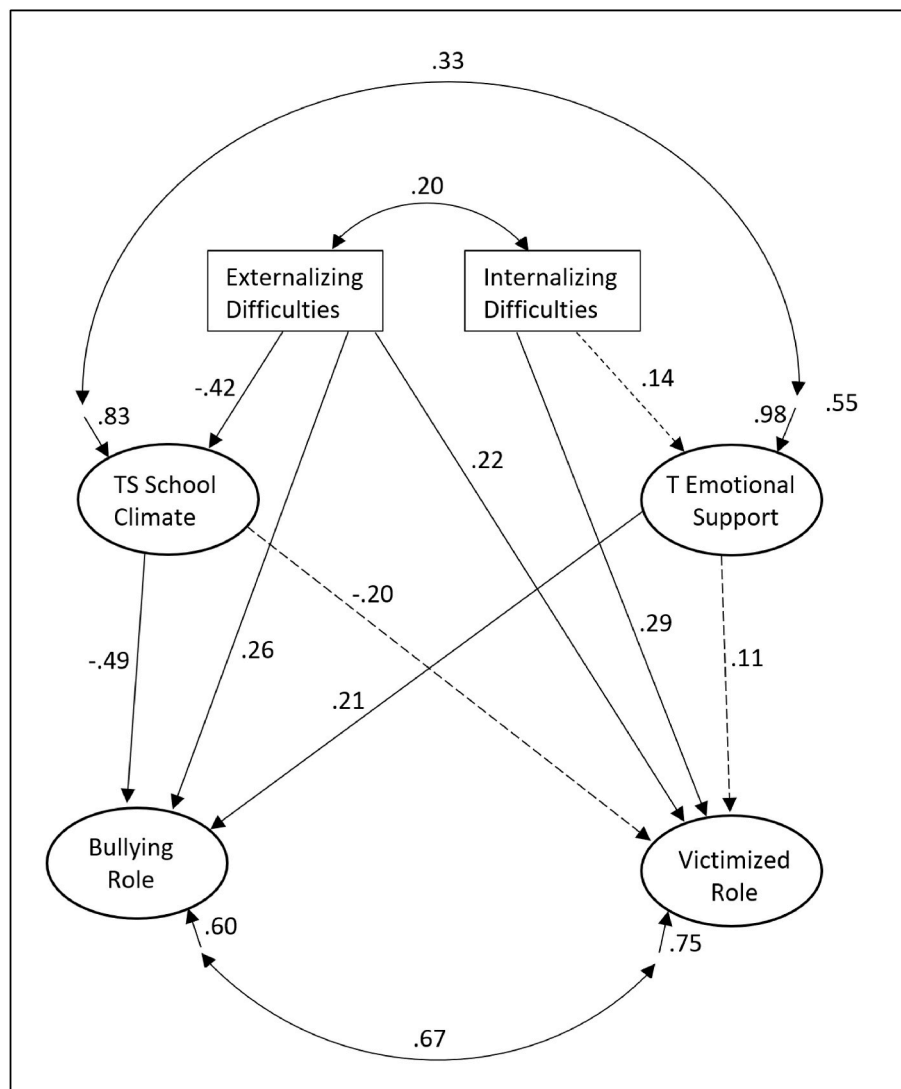 .33
.20
Externalizing
Difficulties
Internalizing
Difficulties
-.42
.14
.83
.98
.55
TS School
Climate
.22
T Emotional
Support
-.20
-.49
.26
.29
.11
.21
Bullying
Role
Victimized
Role
.60
.75
.67